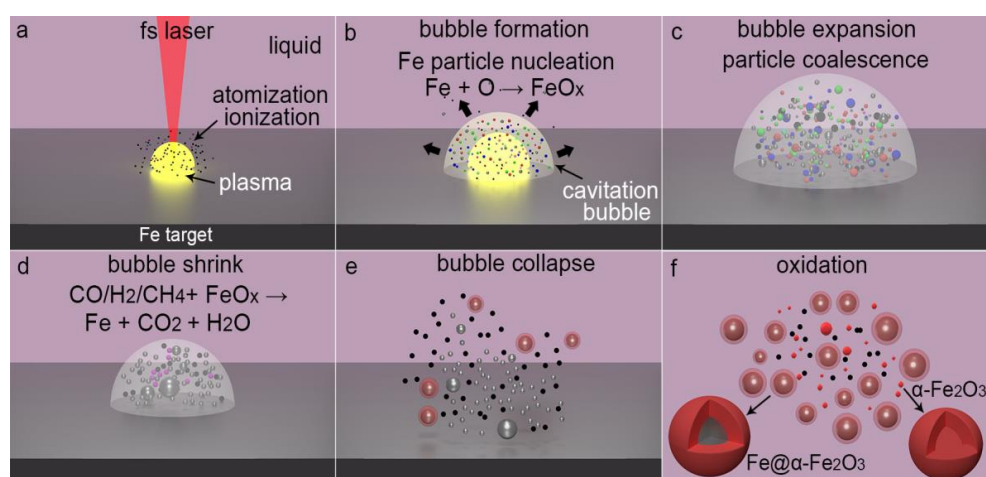 a
fs laser
liquid
atomization
ionization
plasma
Fe target
b
bubble formation
Fe particle nucleation
Fe + O → FeOx
cavitation
bubble
c
bubble expansion
particle coalescence
d
bubble shrink
CO/H2/CH4+ FeOx →
Fe + CO2 + H2O
e
bubble collapse
f
oxidation
α-Fe2O3
Fe@α-Fe2O3